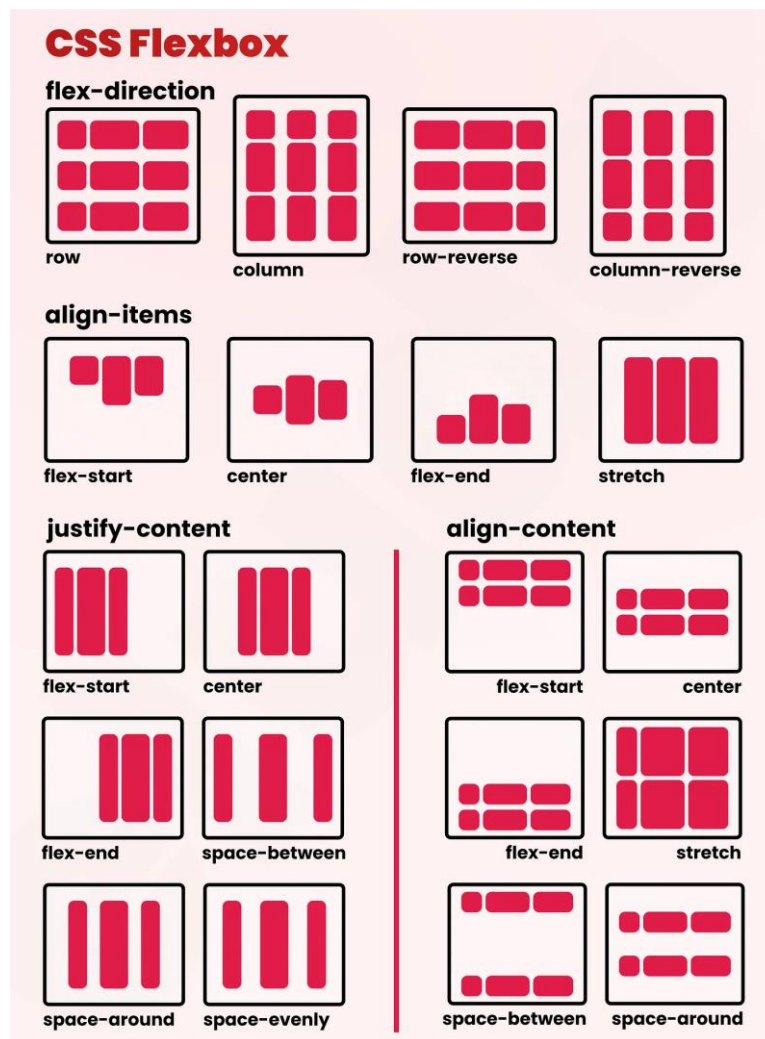 CSS Flexbox
flex-direction
row
column
row-reverse
column-reverse
align-items
flex-start
center
flex-end
stretch
justify-content
flex-start
center
flex-end
space-between
space-around
space-evenly
align-content
flex-start
center
flex-end
stretch
space-between
space-around